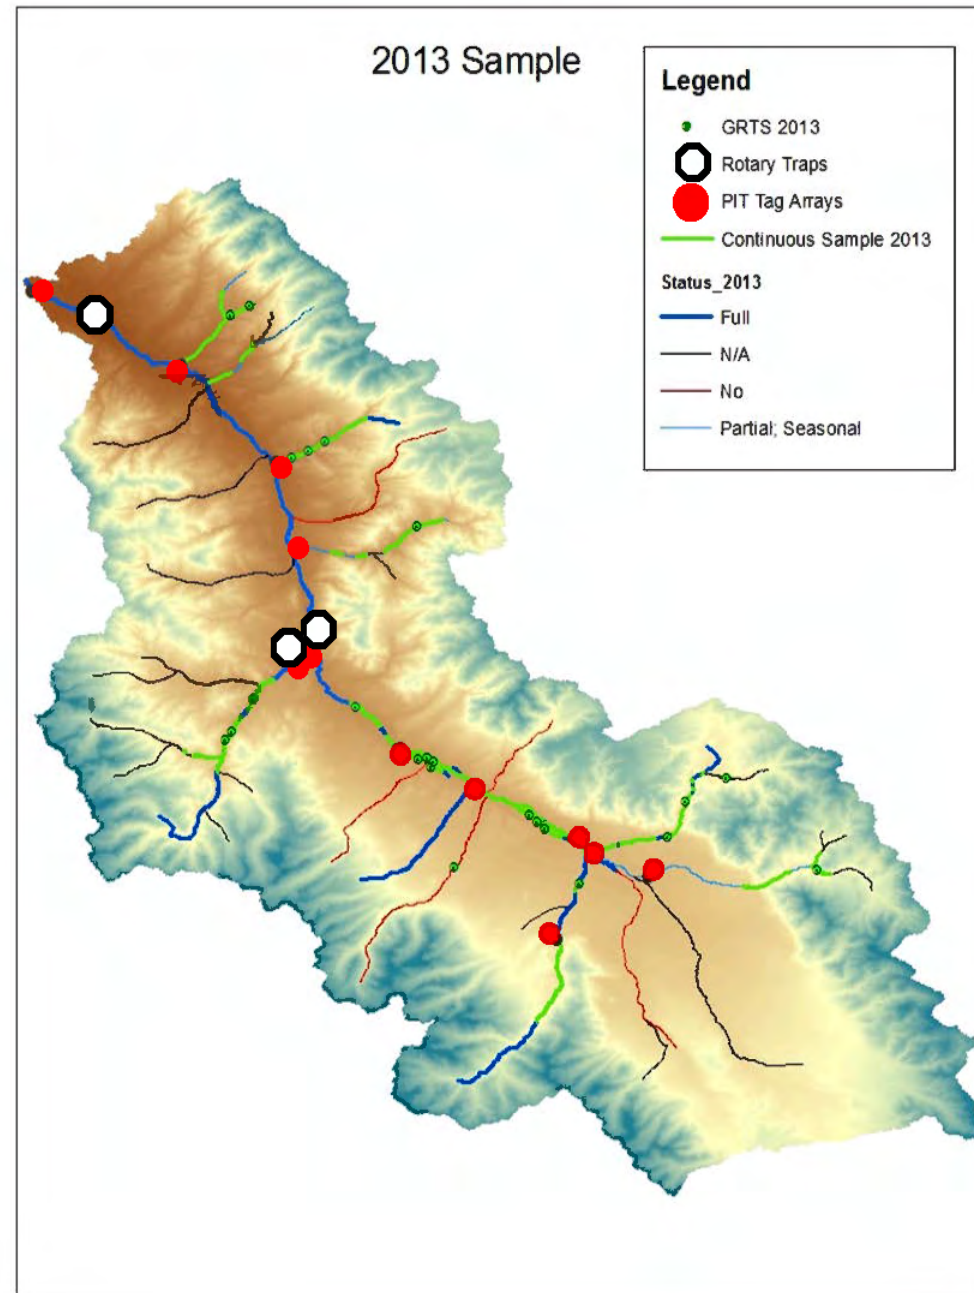 2013 Sample
Legend
GRTS 2013
Rotary Traps
PIT Tag Arrays
Continuous Sample 2013
Status_2013
Full
N/A
No
Partial; Seasonal